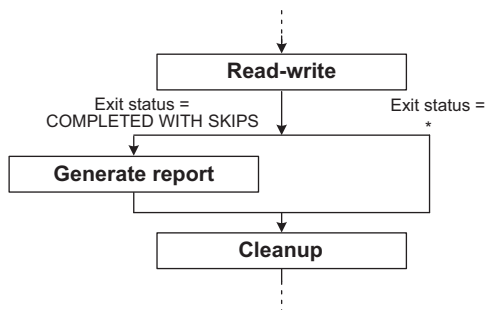 Read-write
Exit status =
COMPLETED WITH SKIPS
Exit status =
*
Generate report
Cleanup